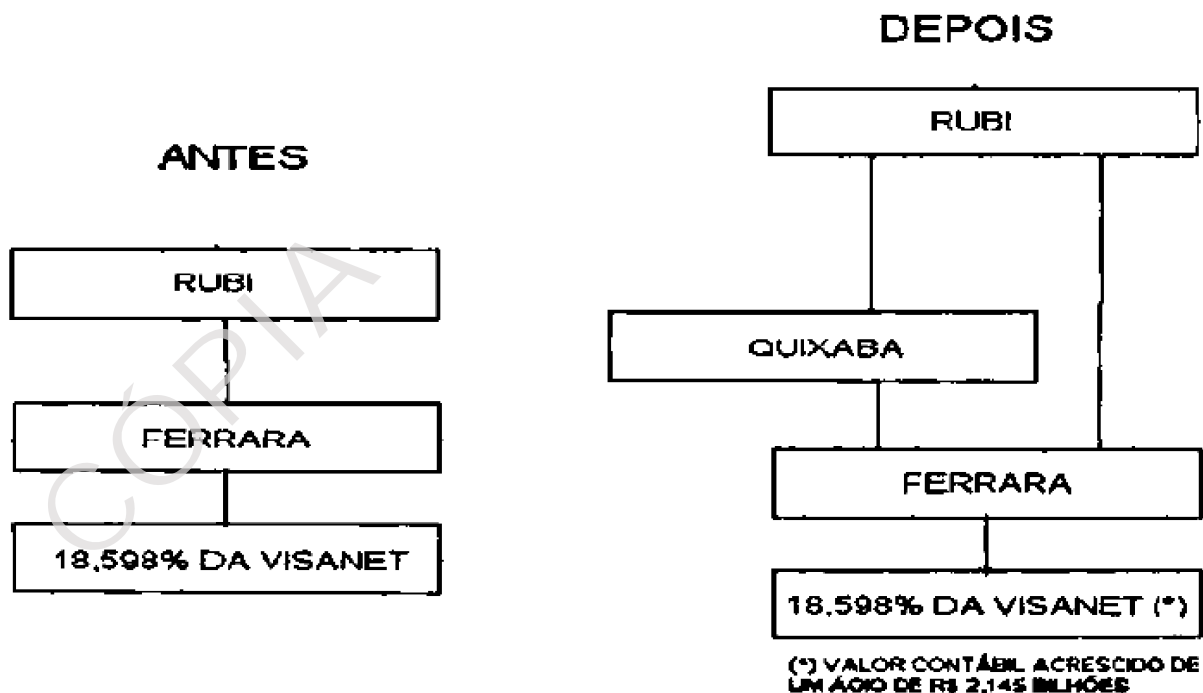 ANTES
RUBI
FERRARA
18,598% DA VISANET
DEPOIS
RUBI
QUIXABA
FERRARA
18,598% DA VISANET (*)
(*) VALOR CONTÁBIL ACRESCIDO DE
UM ÁGIO DE R$ 2,145 BILHÕES
CÓPIA